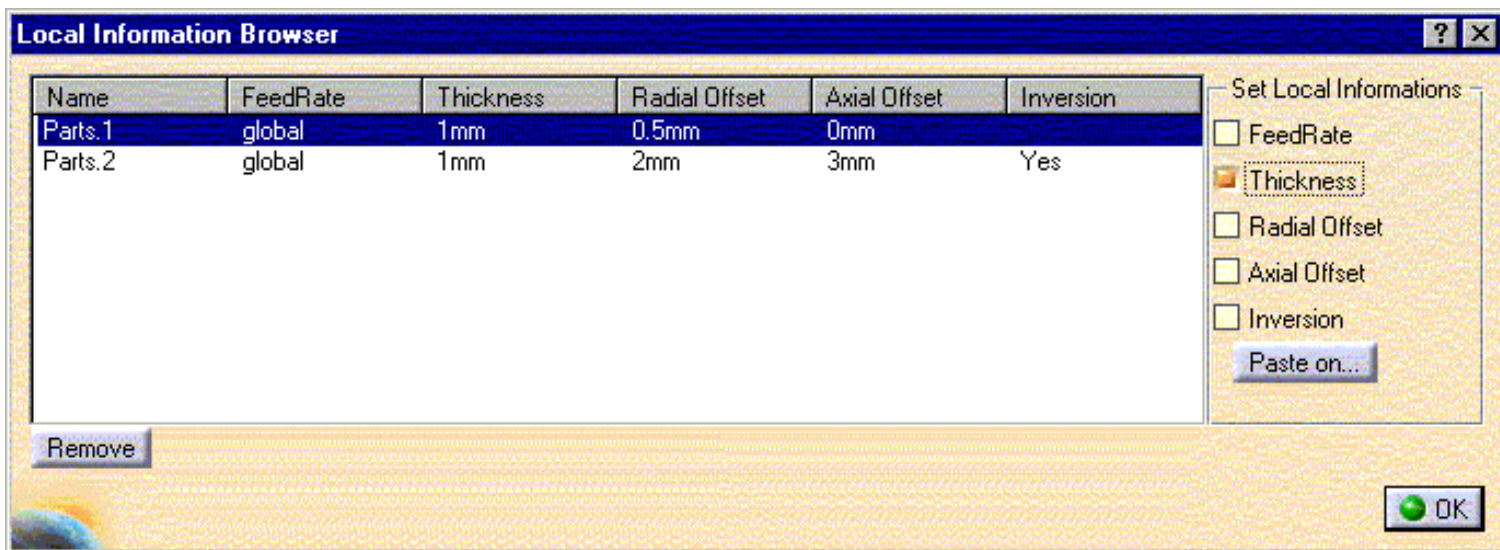 Local Information Browser
Name FeedRate Thickness Radial Offset Axial Offset Inversion
Parts.1 global 1mm 0.5mm 0mm
Parts.2 global 1mm 2mm 3mm Yes
Set Local Informations
FeedRate
Thickness
Radial Offset
Axial Offset
Inversion
Paste on...
Remove
OK